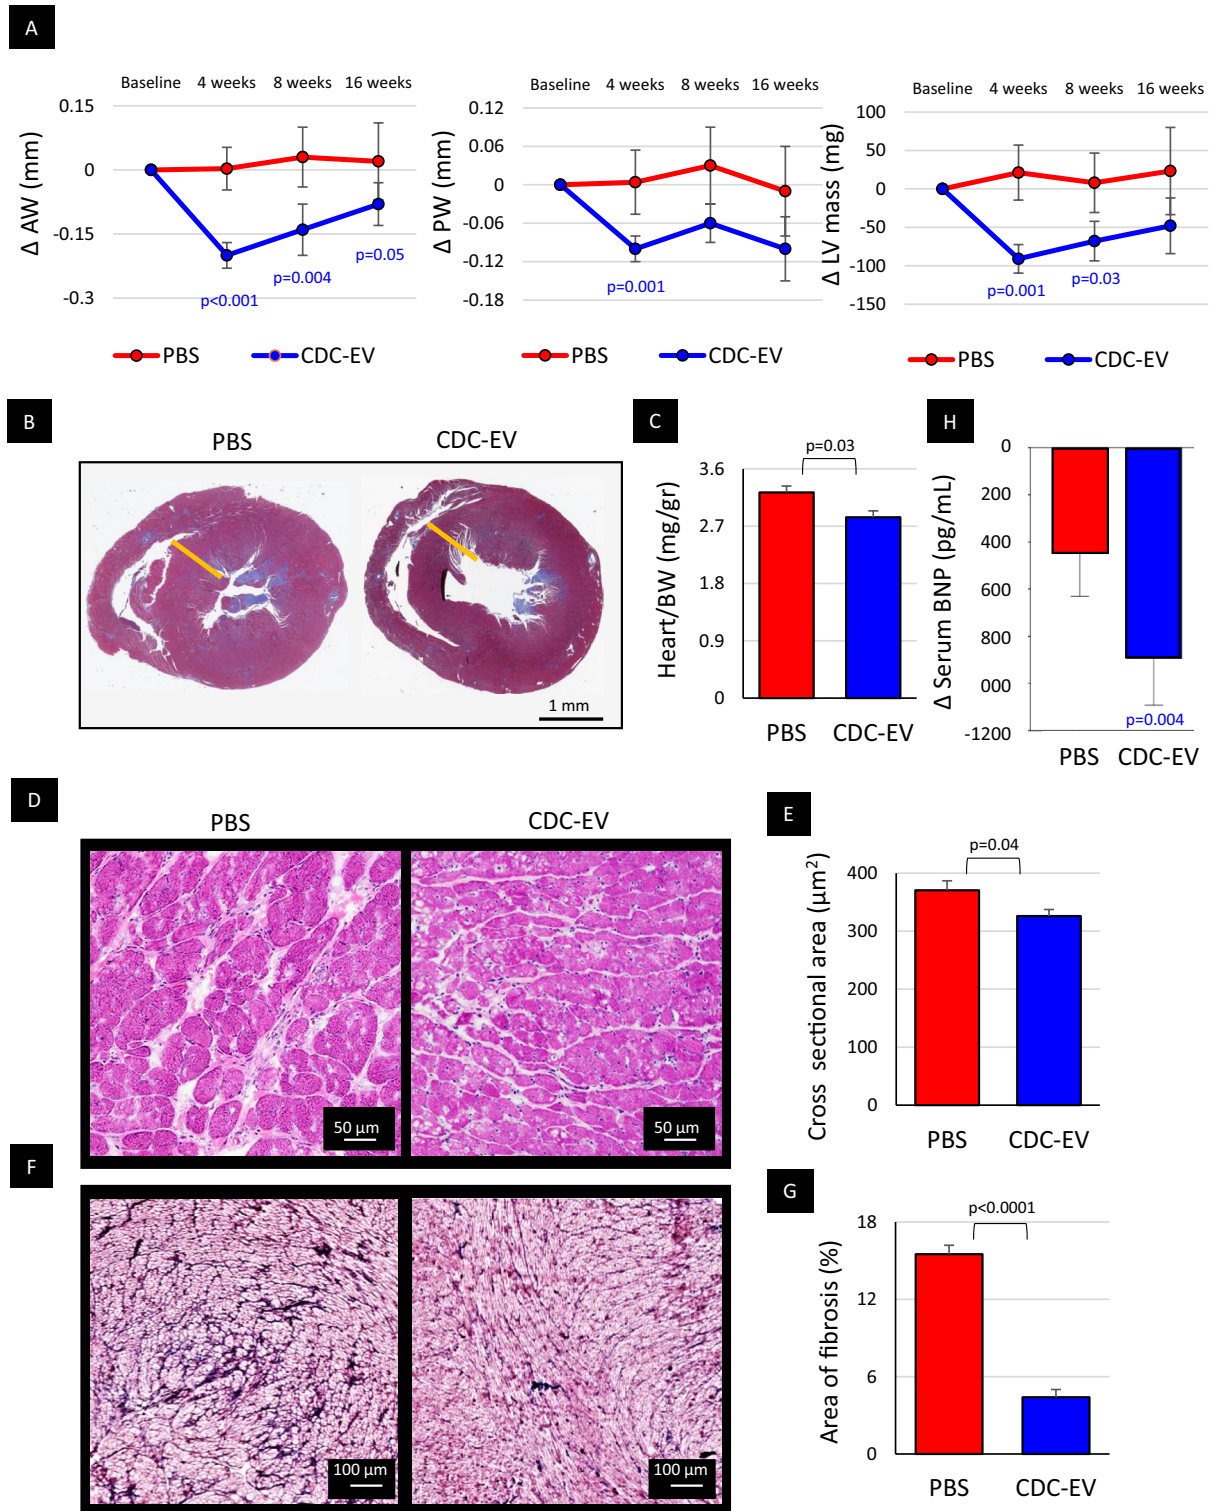 A
Baseline 4 weeks 8 weeks 16 weeks
0.15
0
-0.15
-0.3
Δ AW (mm)
p<0.001
p=0.004
p=0.05
PBS CDC-EV
Baseline 4 weeks 8 weeks 16 weeks
0.12
0.06
0
-0.06
-0.12
-0.18
Δ PW (mm)
p=0.001
PBS CDC-EV
Baseline 4 weeks 8 weeks 16 weeks
100
50
0
-50
-100
-150
Δ LV mass (mg)
p=0.001
p=0.03
PBS CDC-EV
B
PBS CDC-EV
1 mm
C
p=0.03
3.6
2.7
1.8
0.9
0
Heart/BW (mg/gr)
PBS CDC-EV
H
0
200
400
600
800
000
-1200
Δ Serum BNP (pg/mL)
p=0.004
PBS CDC-EV
D
PBS CDC-EV
50 µm
50 µm
E
p=0.04
400
300
200
100
0
Cross sectional area (µm²)
PBS CDC-EV
F
100 µm
100 µm
G
p<0.0001
18
12
6
0
Area of fibrosis (%)
PBS CDC-EV